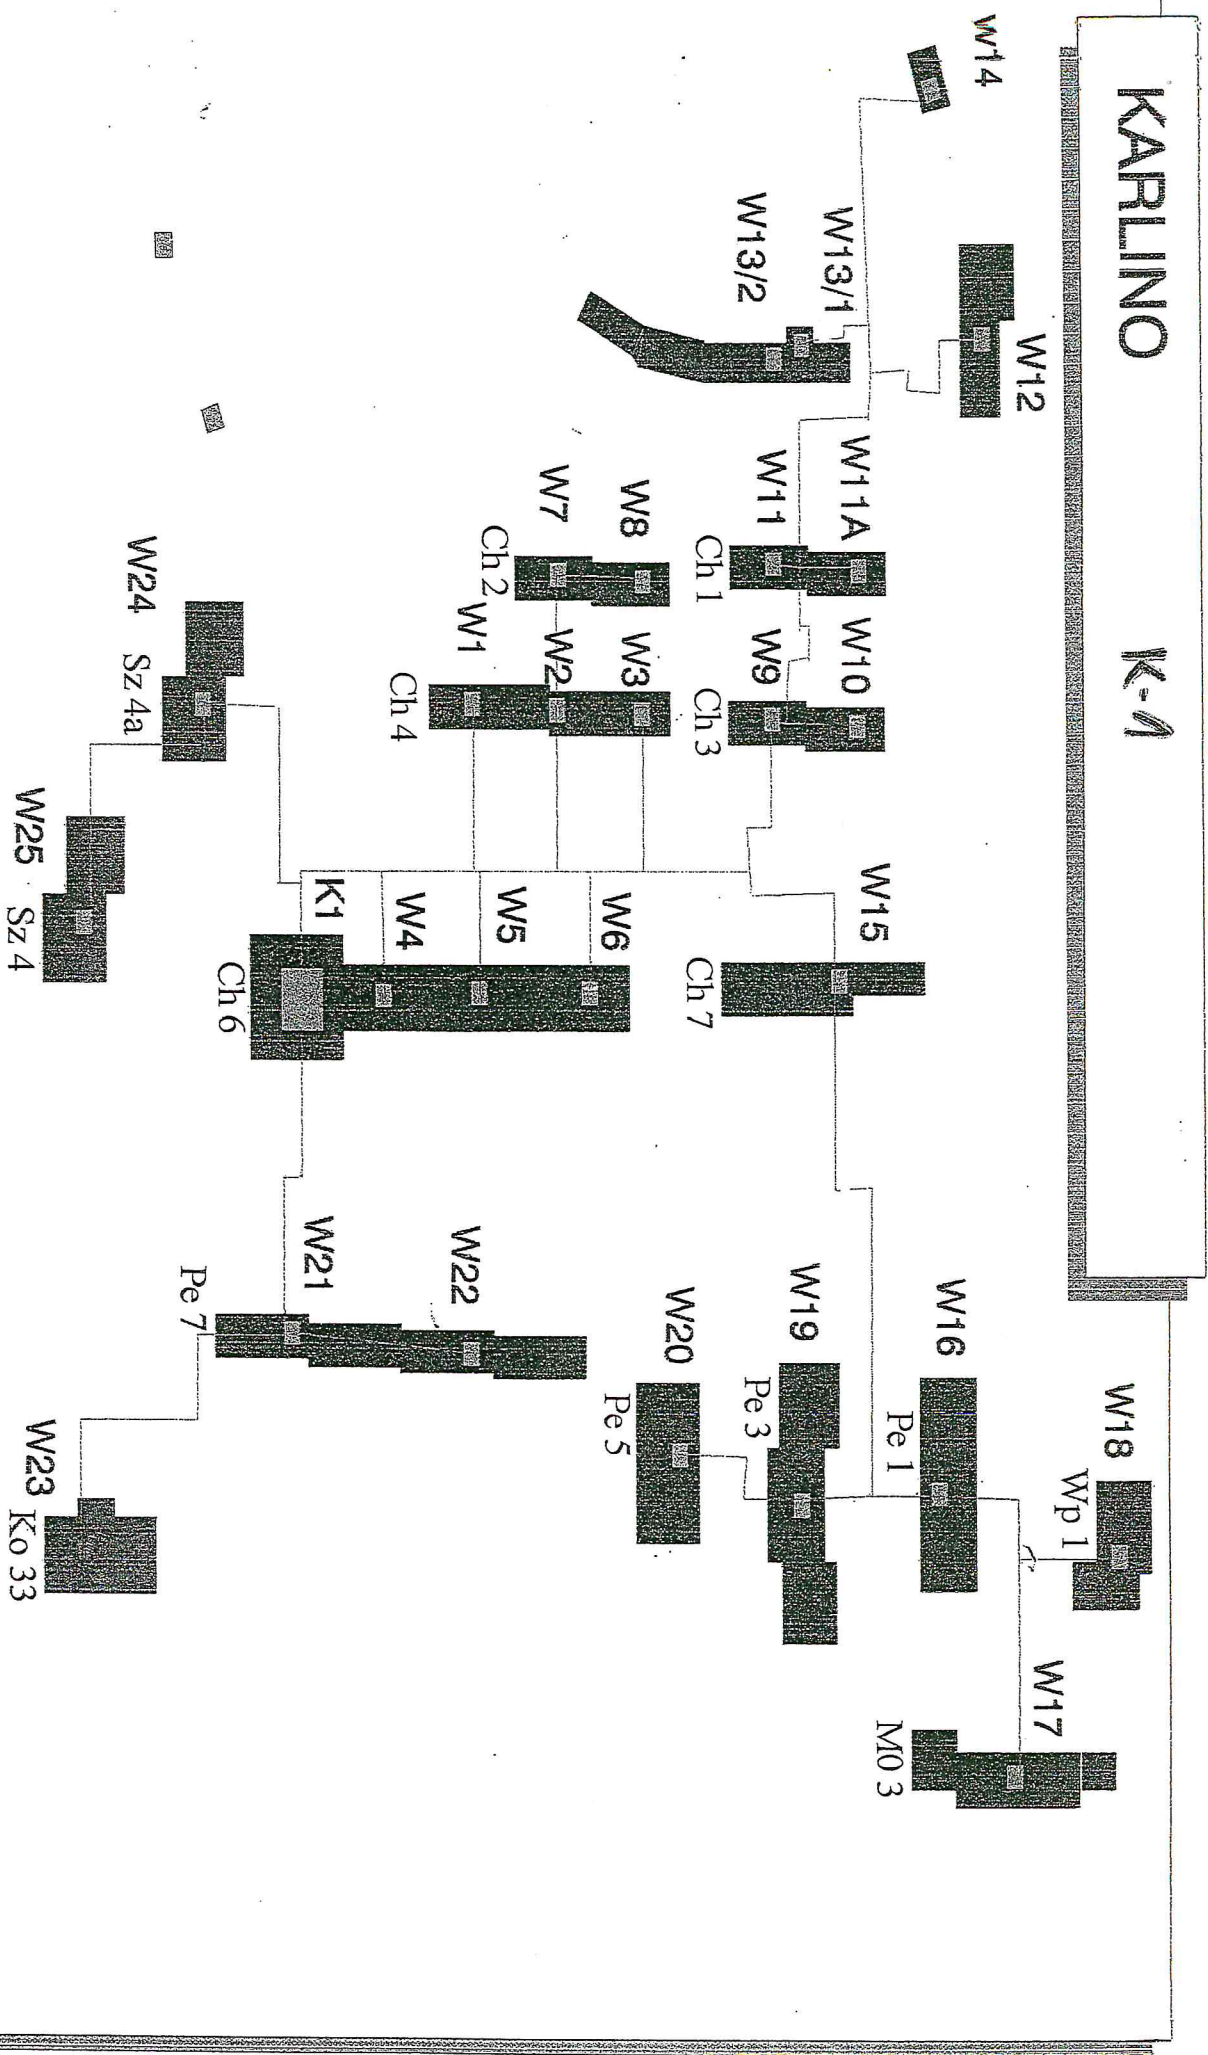 KARLINO K-1
W14
W12
W13/1
W13/2
W11A
W11
Ch 1
W10
W9
Ch 3
W8
W7
Ch 2
W3
W2
W1
Ch 4
W15
Ch 7
W6
W5
W4
K1
Ch 6
W24
Sz 4a
W25
Sz 4
W18
Wp 1
W17
M0 3
W16
Pe 1
W19
Pe 3
W20
Pe 5
W22
W21
Pe 7
W23
Ko 33